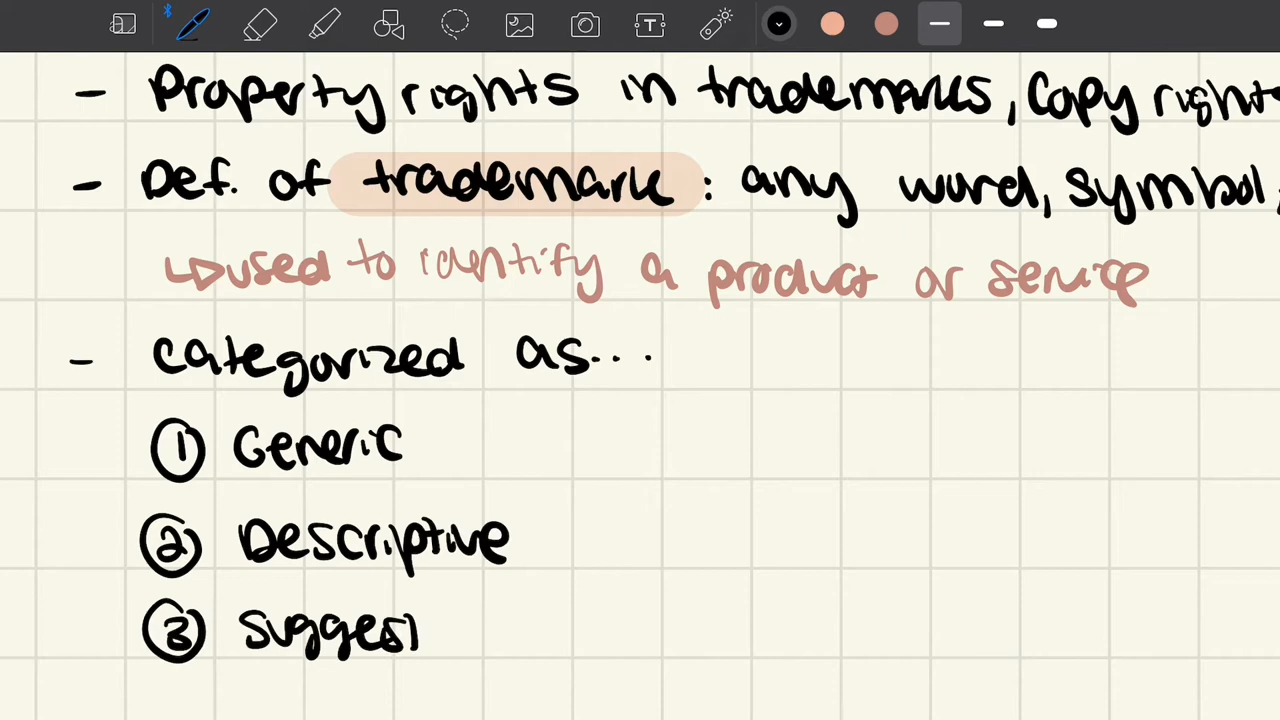 - Property rights in trademarks, Copy rights
- Def. of trademark : any word, symbol,
↳ used to identify a product or service
- categorized as...
① Generic
② Descriptive
③ Suggest